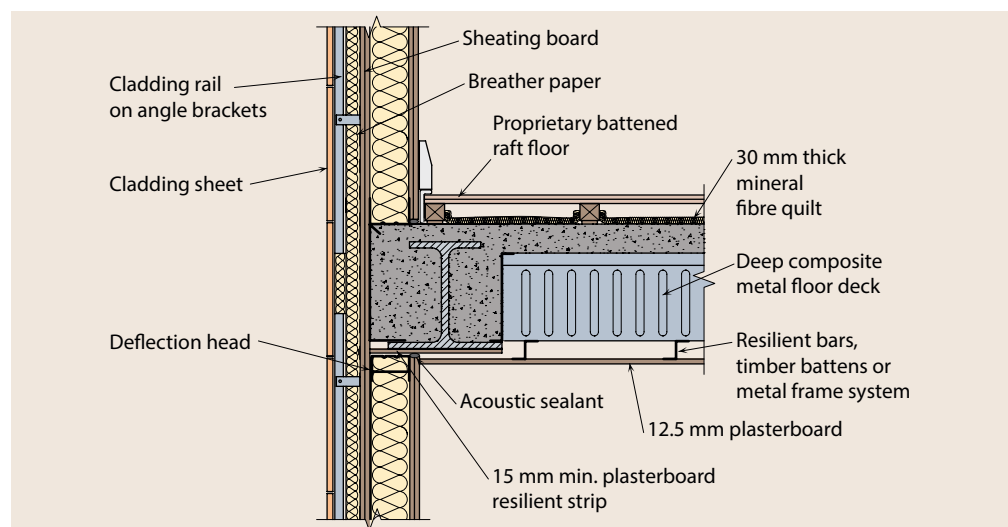 Sheating board
Cladding rail
on angle brackets
Breather paper
Proprietary battened
raft floor
30 mm thick
mineral
fibre quilt
Cladding sheet
Deep composite
metal floor deck
Deflection head
Resilient bars,
timber battens or
metal frame system
Acoustic sealant
12.5 mm plasterboard
15 mm min. plasterboard
resilient strip